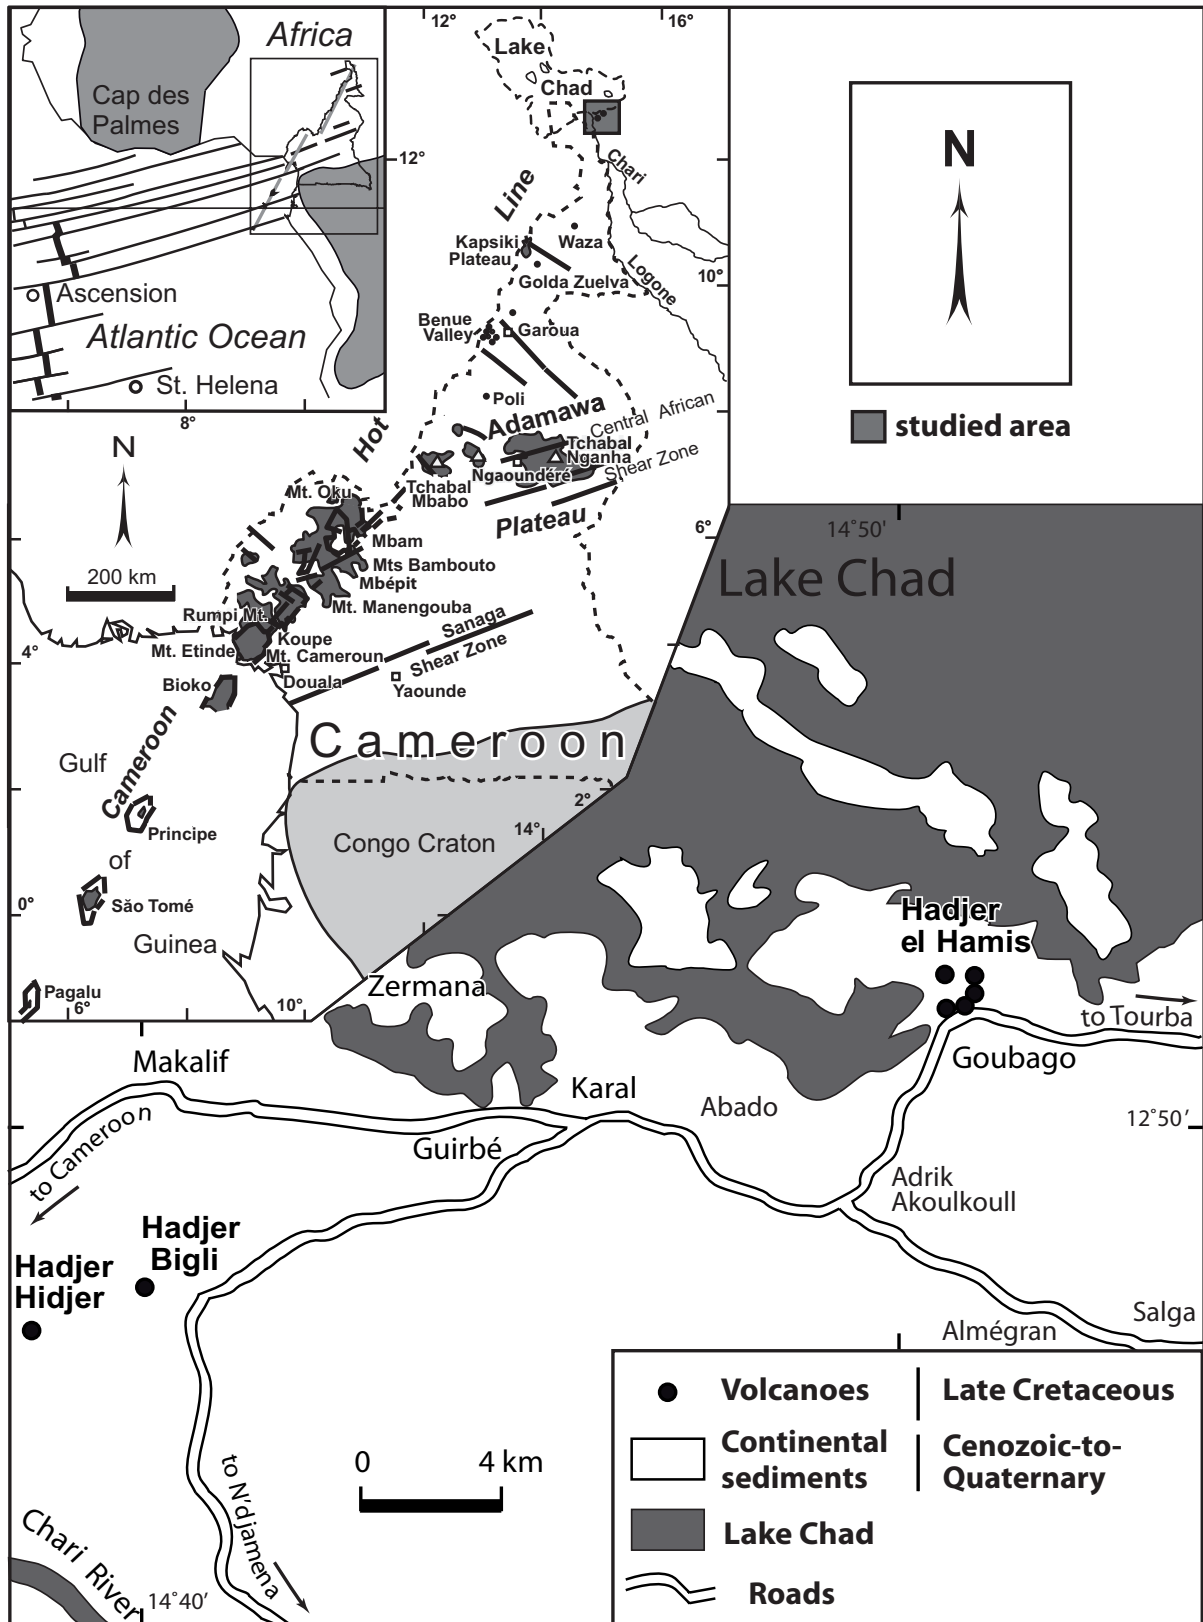 Africa
Cap des
Palmes
Ascension
Atlantic Ocean
St. Helena
12°
16°
Lake
Chad
12°
Chari
Line
Kapsiki
Plateau
Waza
Golda Zuelva
10°
Logone
Benue
Valley
Garoua
Poli
Adamawa
Central African
Shear Zone
Tchabal
Nganha
Ngaoundéré
Tchabal
Mbabo
Plateau
8°
Hot
N
200 km
Mt. Oku
Mbam
Mts Bambouto
Mbépit
Mt. Manengouba
Rumpi Mt.
Koupe
Mt. Etinde
Mt. Cameroun
Douala
Sanaga
Shear Zone
Yaounde
6°
4°
Bioko
Cameroon
Cameroon
Gulf
of
Guinea
Principe
São Tomé
Pagalu
0°
2°
14°
Congo Craton
6°
10°
N
studied area
14°50'
Lake Chad
Hadjer
el Hamis
Zermana
to Tourba
Goubago
Makalif
Karal
Abado
12°50'
Guirbé
to Cameroon
Adrik
Akoulkoull
Hadjer
Bigli
Hadjer
Hidjer
Salga
Almégran
0 4 km
to N'djamena
Chari River
14°40'
Volcanoes
Late Cretaceous
Continental
sediments
Cenozoic-to-
Quaternary
Lake Chad
Roads